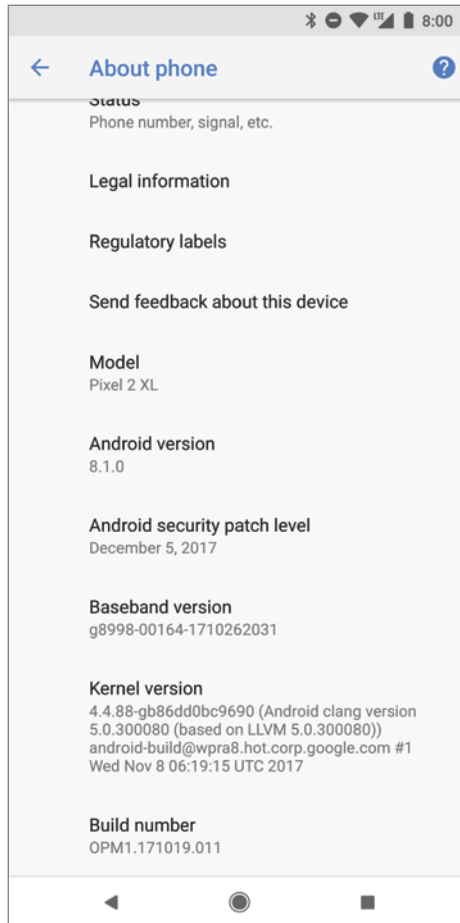 LTE 8:00
About phone
Status
Phone number, signal, etc.
Legal information
Regulatory labels
Send feedback about this device
Model
Pixel 2 XL
Android version
8.1.0
Android security patch level
December 5, 2017
Baseband version
g8998-00164-1710262031
Kernel version
4.4.88-gb86dd0bc9690 (Android clang version
5.0.300080 (based on LLVM 5.0.300080))
android-build@wpra8.hot.corp.google.com #1
Wed Nov 8 06:19:15 UTC 2017
Build number
OPM1.171019.011